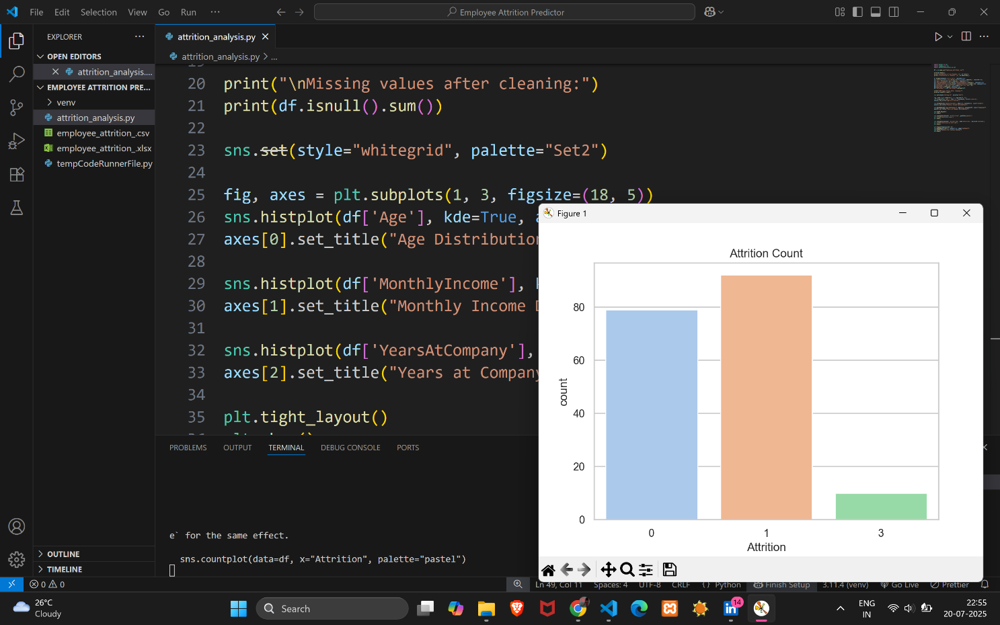 File Edit Selection View Go Run ···
Employee Attrition Predictor
EXPLORER ···
OPEN EDITORS
attrition_analysis....
EMPLOYEE ATTRITION PRE...
venv
attrition_analysis.py
employee_attrition_.csv
employee_attrition_.xlsx
tempCodeRunnerFile.py
OUTLINE
TIMELINE
attrition_analysis.py
attrition_analysis.py > ...
20 print("\nMissing values after cleaning:")
21 print(df.isnull().sum())
22
23 sns.set(style="whitegrid", palette="Set2")
24
25 fig, axes = plt.subplots(1, 3, figsize=(18, 5))
26 sns.histplot(df['Age'], kde=True, a
27 axes[0].set_title("Age Distribution
28
29 sns.histplot(df['MonthlyIncome'], k
30 axes[1].set_title("Monthly Income D
31
32 sns.histplot(df['YearsAtCompany'],
33 axes[2].set_title("Years at Company
34
35 plt.tight_layout()
PROBLEMS OUTPUT TERMINAL DEBUG CONSOLE PORTS
e` for the same effect.
sns.countplot(data=df, x="Attrition", palette="pastel")
Figure 1
Attrition Count
80
60
40
20
0
count
0 1 3
Attrition
0 0
Ln 49, Col 11 Spaces: 4 UTF-8 CRLF {} Python Finish Setup 3.11.4 (venv) Go Live Prettier
26°C
Cloudy
Search
14
ENG
IN
22:55
20-07-2025